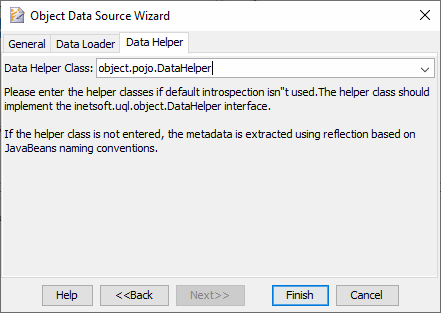 Object Data Source Wizard
General Data Loader Data Helper
Data Helper Class: object.pojo.DataHelper
Please enter the helper classes if default introspection isn''t used.The helper class should
implement the inetsoft.uql.object.DataHelper interface.
If the helper class is not entered, the metadata is extracted using reflection based on
JavaBeans naming conventions.
Help <<Back Next>> Finish Cancel